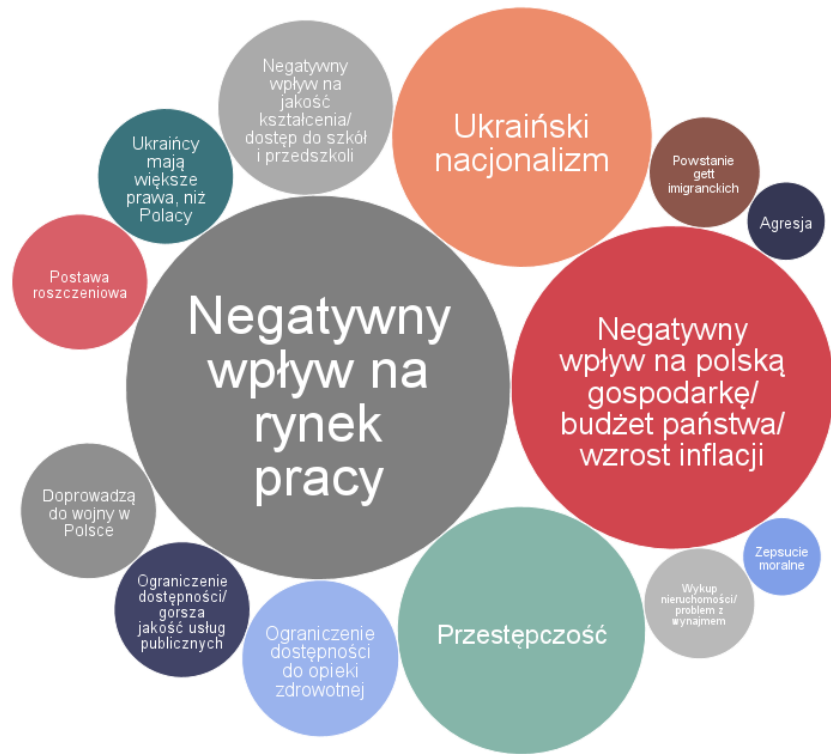 Negatywny
wpływ na
jakość
kształcenia/
dostęp do szkół
i przedszkoli
Ukraiński
nacjonalizm
Ukraińcy
mają
większe
prawa, niż
Polacy
Powstanie
gett
imigranckich
Agresja
Postawa
roszczeniowa
Negatywny
wpływ na
rynek
pracy
Negatywny
wpływ na polską
gospodarkę/
budżet państwa/
wzrost inflacji
Doprowadzą
do wojny w
Polsce
Ograniczenie
dostępności/
gorsza
jakość usług
publicznych
Ograniczenie
dostępności
do opieki
zdrowotnej
Przestępczość
Wykup
nieruchomości/
problem z
wynajmem
Zepsucie
moralne